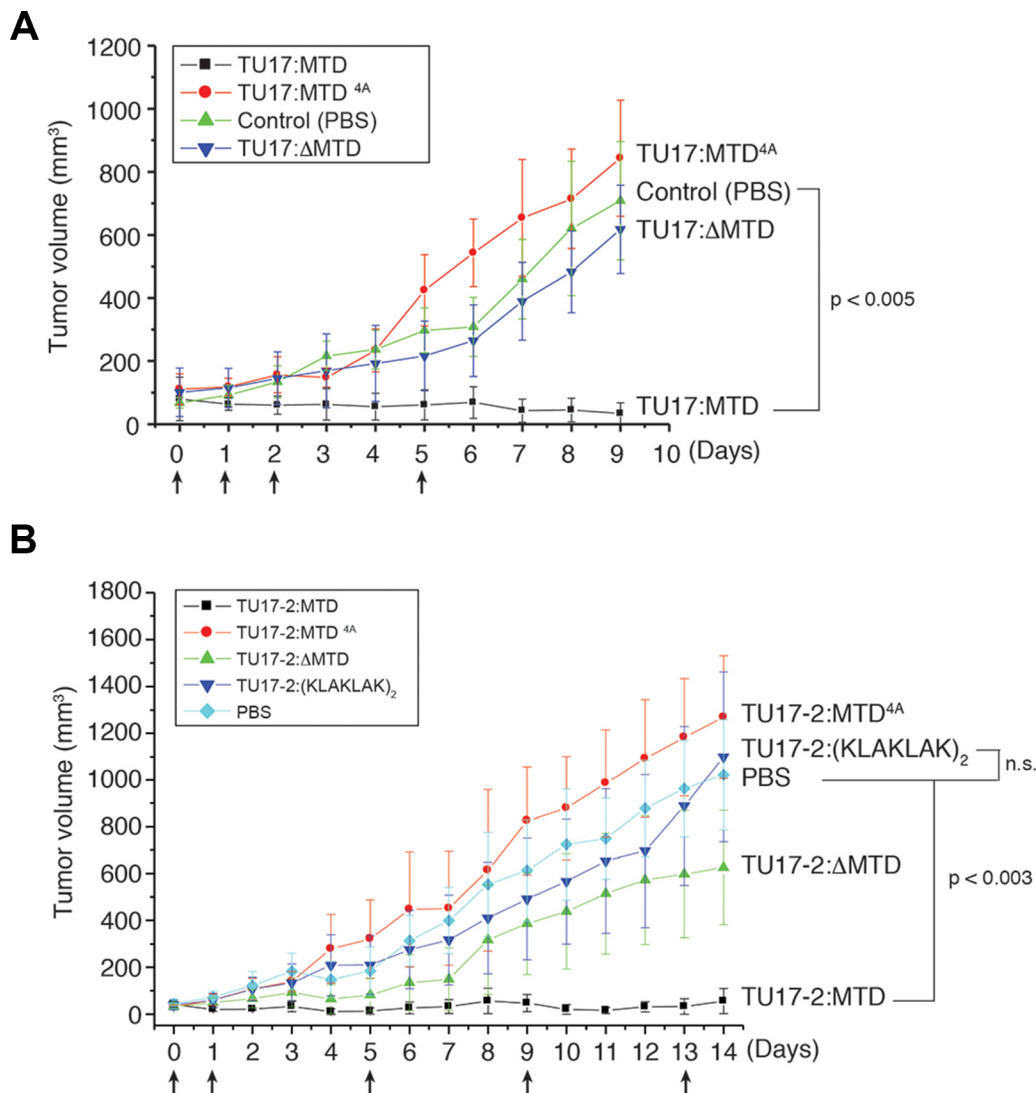 A
1200
1000
800
600
400
200
0
Tumor volume (mm³)
TU17:MTD
TU17:MTD ⁴ᴬ
Control (PBS)
TU17:ΔMTD
TU17:MTD⁴ᴬ
Control (PBS)
TU17:ΔMTD
p < 0.005
TU17:MTD
0 1 2 3 4 5 6 7 8 9 10 (Days)
B
1800
1600
1400
1200
1000
800
600
400
200
0
Tumor volume (mm³)
TU17-2:MTD
TU17-2:MTD ⁴ᴬ
TU17-2:ΔMTD
TU17-2:(KLAKLAK)₂
PBS
TU17-2:MTD⁴ᴬ
TU17-2:(KLAKLAK)₂
n.s.
PBS
TU17-2:ΔMTD
p < 0.003
TU17-2:MTD
0 1 2 3 4 5 6 7 8 9 10 11 12 13 14 (Days)